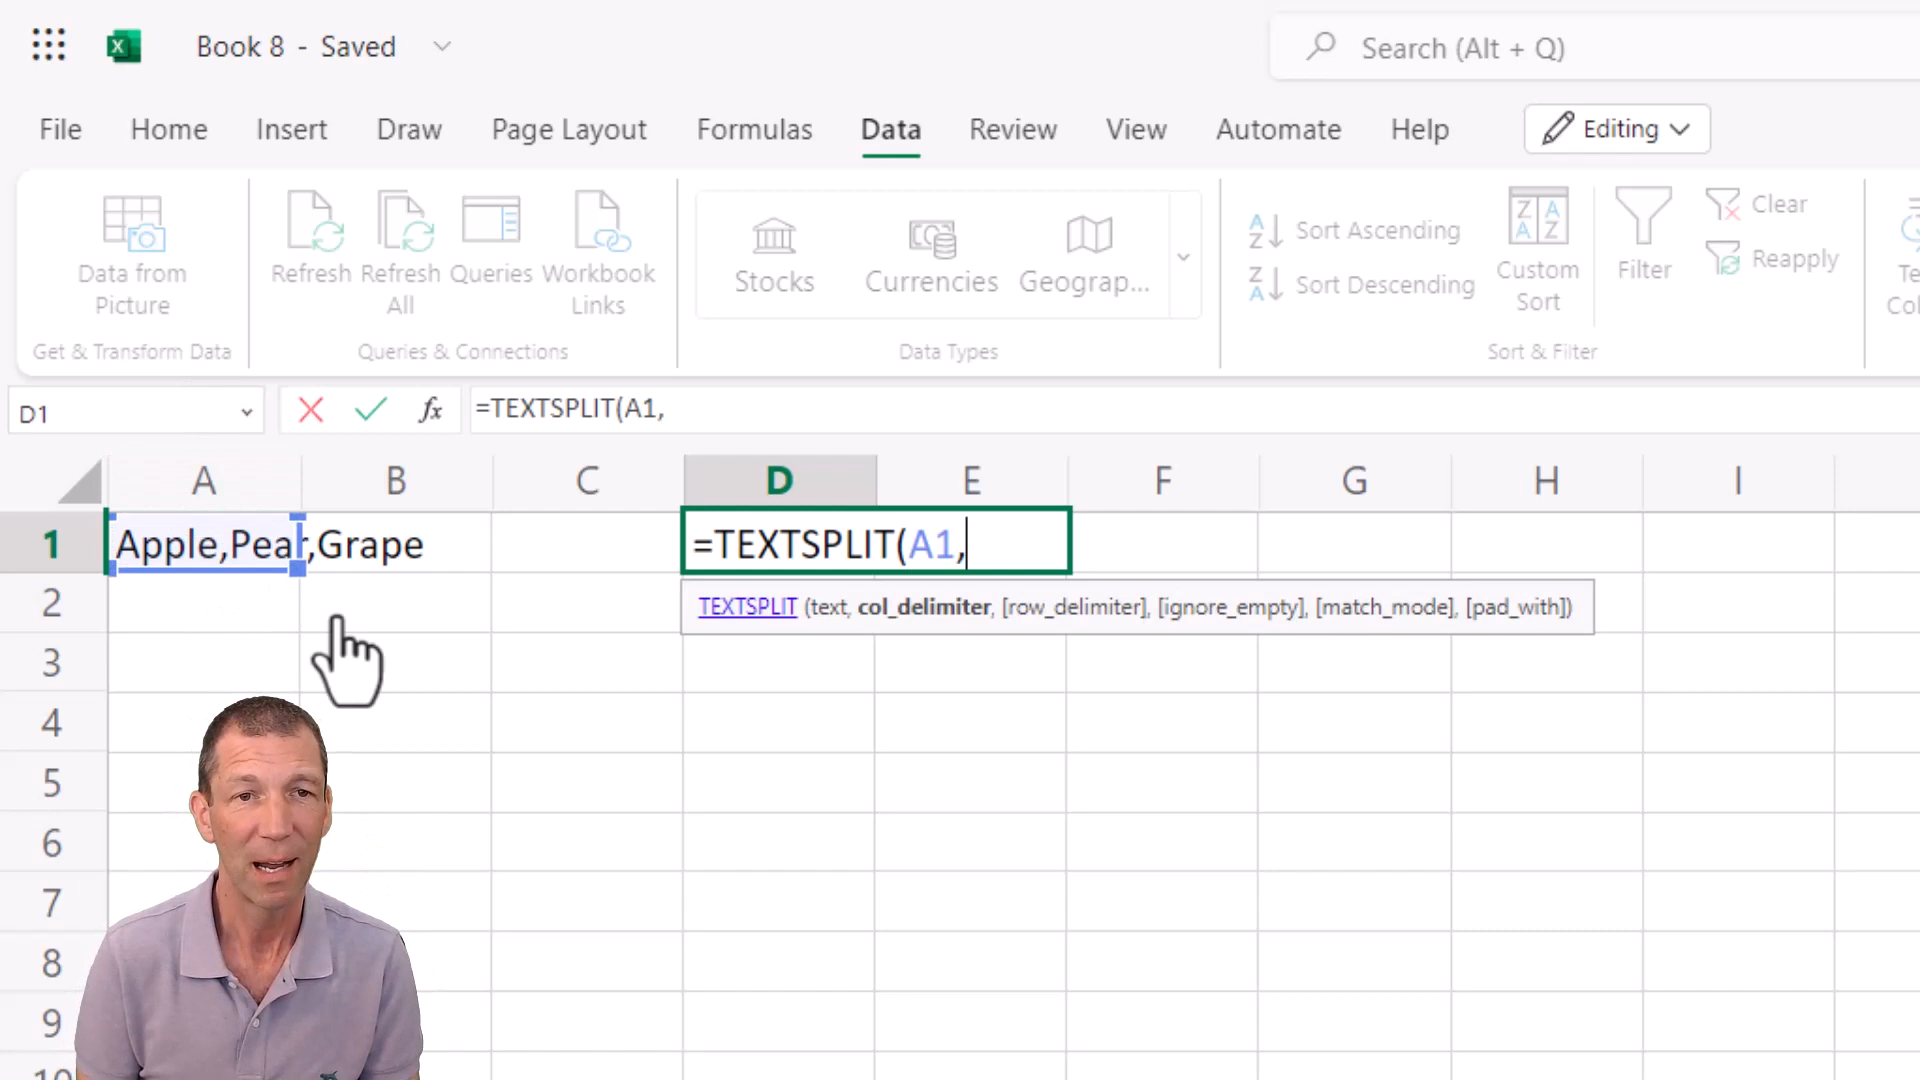 Book 8 - Saved
Search (Alt + Q)
File Home Insert Draw Page Layout Formulas Data Review View Automate Help Editing
Data from Picture
Refresh
Refresh All
Queries
Workbook Links
Stocks
Currencies
Geograp...
Sort Ascending
Sort Descending
Custom Sort
Filter
Clear
Reapply
Get & Transform Data
Queries & Connections
Data Types
Sort & Filter
D1
fx
=TEXTSPLIT(A1,
A B C D E F G H I
1 Apple,Pear,Grape =TEXTSPLIT(A1,
TEXTSPLIT (text, col_delimiter, [row_delimiter], [ignore_empty], [match_mode], [pad_with])
2
3
4
5
6
7
8
9